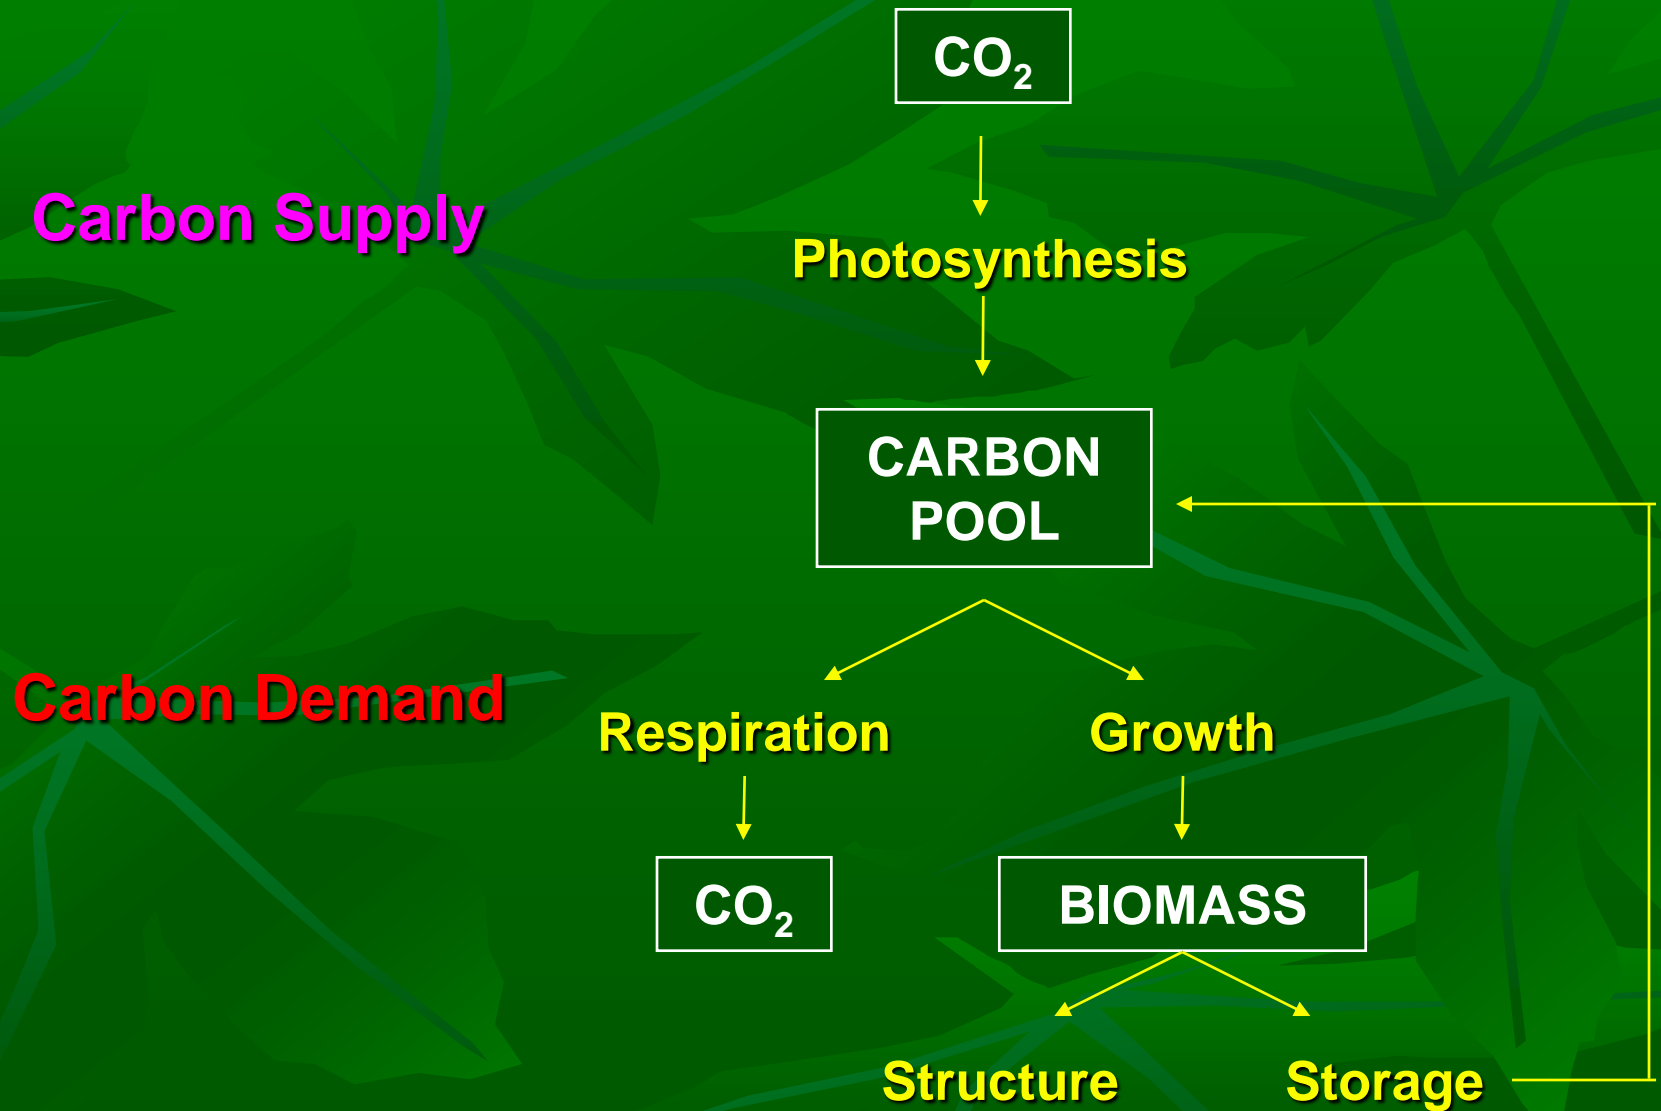 CO₂
Carbon Supply
Photosynthesis
CARBON
POOL
Carbon Demand
Respiration
Growth
CO₂
BIOMASS
Structure
Storage